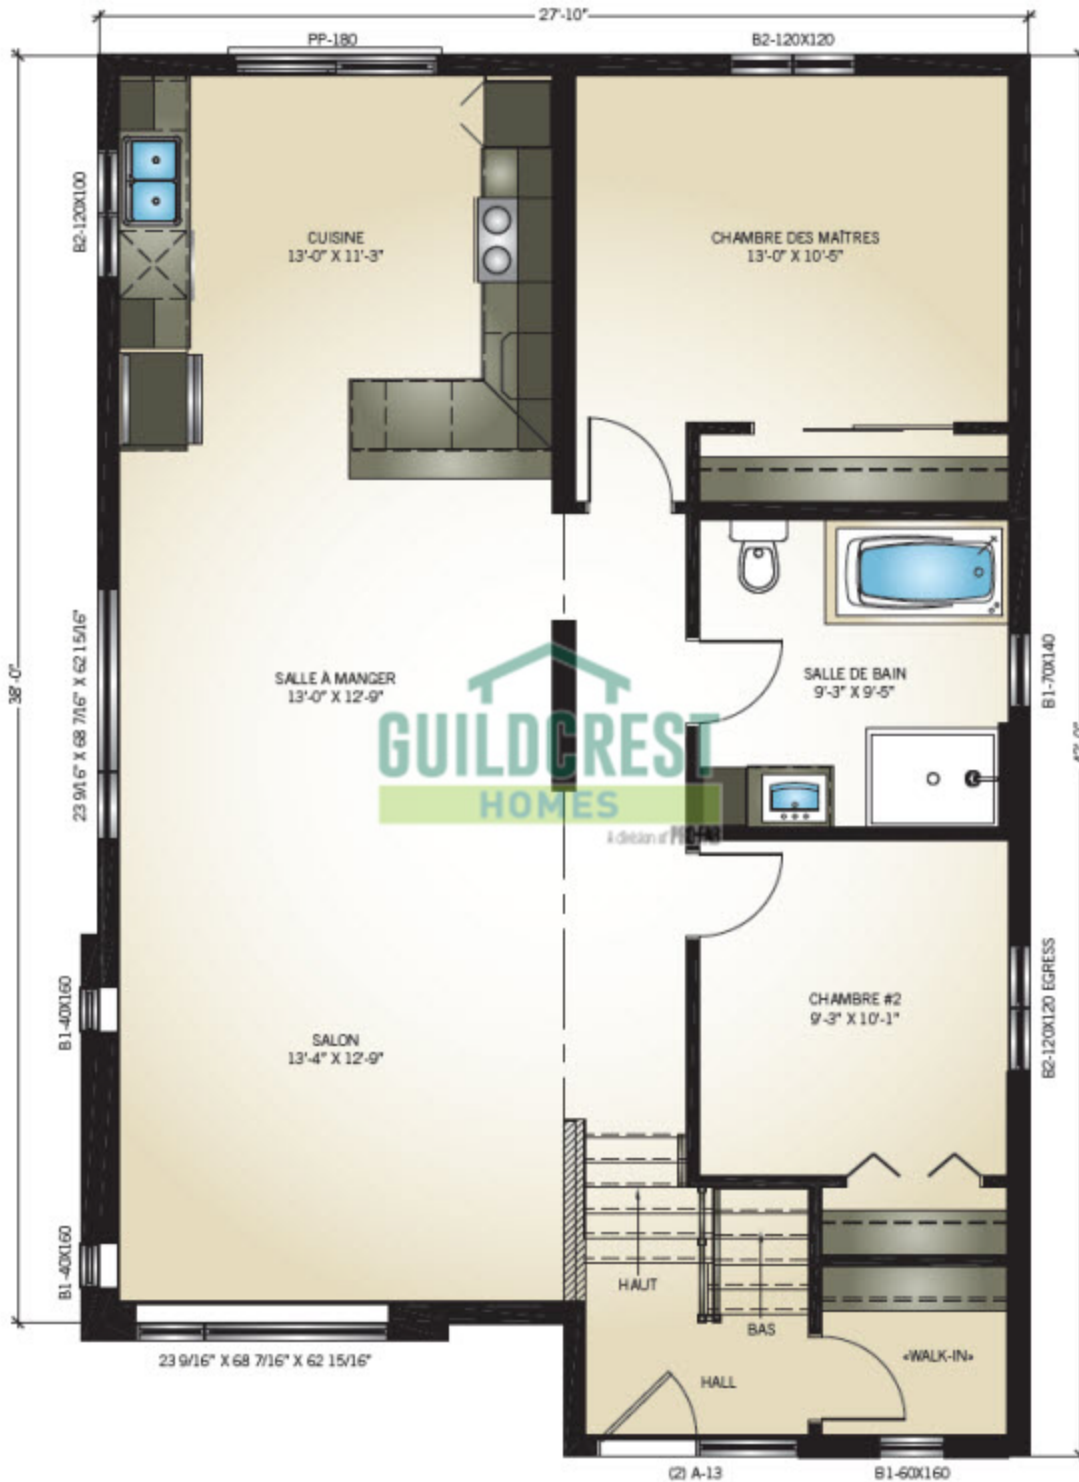 27'-10"
PP-180
B2-120X120
B2-120X100
CUISINE
13'-0" X 11'-3"
CHAMBRE DES MAÎTRES
13'-0" X 10'-5"
38'-0"
23 9/16" X 68 7/16" X 62 15/16"
SALLE À MANGER
13'-0" X 12'-9"
SALLE DE BAIN
9'-3" X 9'-5"
B1-70X140
GUILDCREST
HOMES
A division of PROFAB
B1-40X160
SALON
13'-4" X 12'-9"
CHAMBRE #2
9'-3" X 10'-1"
B2-120X120 EGRESS
B1-40X160
HAUT
BAS
HALL
«WALK-IN»
23 9/16" X 68 7/16" X 62 15/16"
(2) A-13
B1-60X160